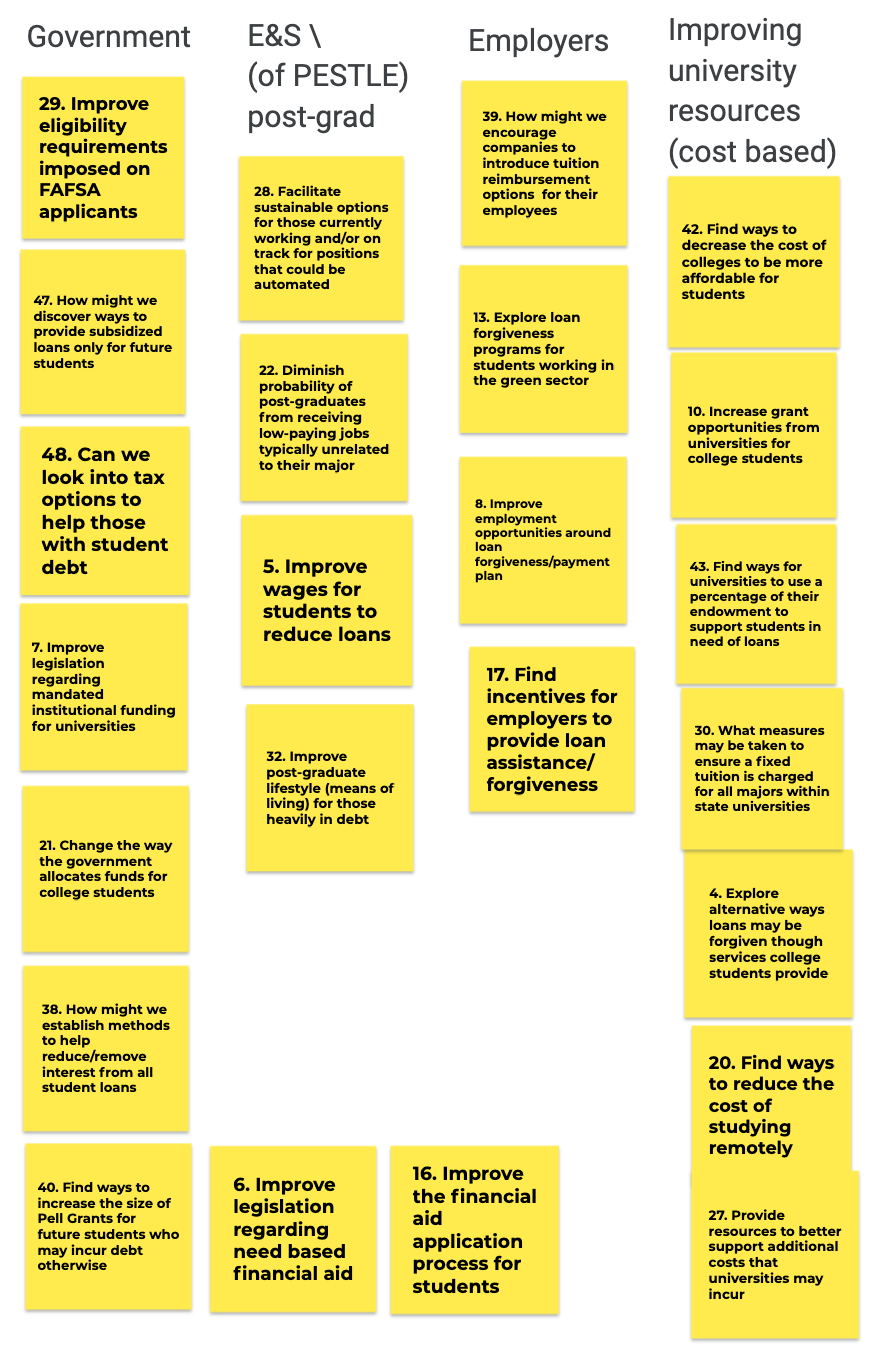 Government
29. Improve
eligibility
requirements
imposed on
FAFSA
applicants
47. How might we
discover ways to
provide subsidized
loans only for future
students
48. Can we
look into tax
options to
help those
with student
debt
7. Improve
legislation
regarding
mandated
institutional funding
for universities
21. Change the way
the government
allocates funds for
college students
38. How might we
establish methods
to help
reduce/remove
interest from all
student loans
40. Find ways to
increase the size of
Pell Grants for
future students who
may incur debt
otherwise
6. Improve
legislation
regarding
need based
financial aid
16. Improve
the financial
aid
application
process for
students
E&S \
(of PESTLE)
post-grad
28. Facilitate
sustainable options
for those currently
working and/or on
track for positions
that could be
automated
22. Diminish
probability of
post-graduates
from receiving
low-paying jobs
typically unrelated
to their major
5. Improve
wages for
students to
reduce loans
32. Improve
post-graduate
lifestyle (means of
living) for those
heavily in debt
Employers
39. How might we
encourage
companies to
introduce tuition
reimbursement
options for their
employees
13. Explore loan
forgiveness
programs for
students working in
the green sector
8. Improve
employment
opportunities around
loan
forgiveness/payment
plan
17. Find
incentives for
employers to
provide loan
assistance/
forgiveness
Improving
university
resources
(cost based)
42. Find ways to
decrease the cost of
colleges to be more
affordable for
students
10. Increase grant
opportunities from
universities for
college students
43. Find ways for
universities to use a
percentage of their
endowment to
support students in
need of loans
30. What measures
may be taken to
ensure a fixed
tuition is charged
for all majors within
state universities
4. Explore
alternative ways
loans may be
forgiven though
services college
students provide
20. Find ways
to reduce the
cost of
studying
remotely
27. Provide
resources to better
support additional
costs that
universities may
incur